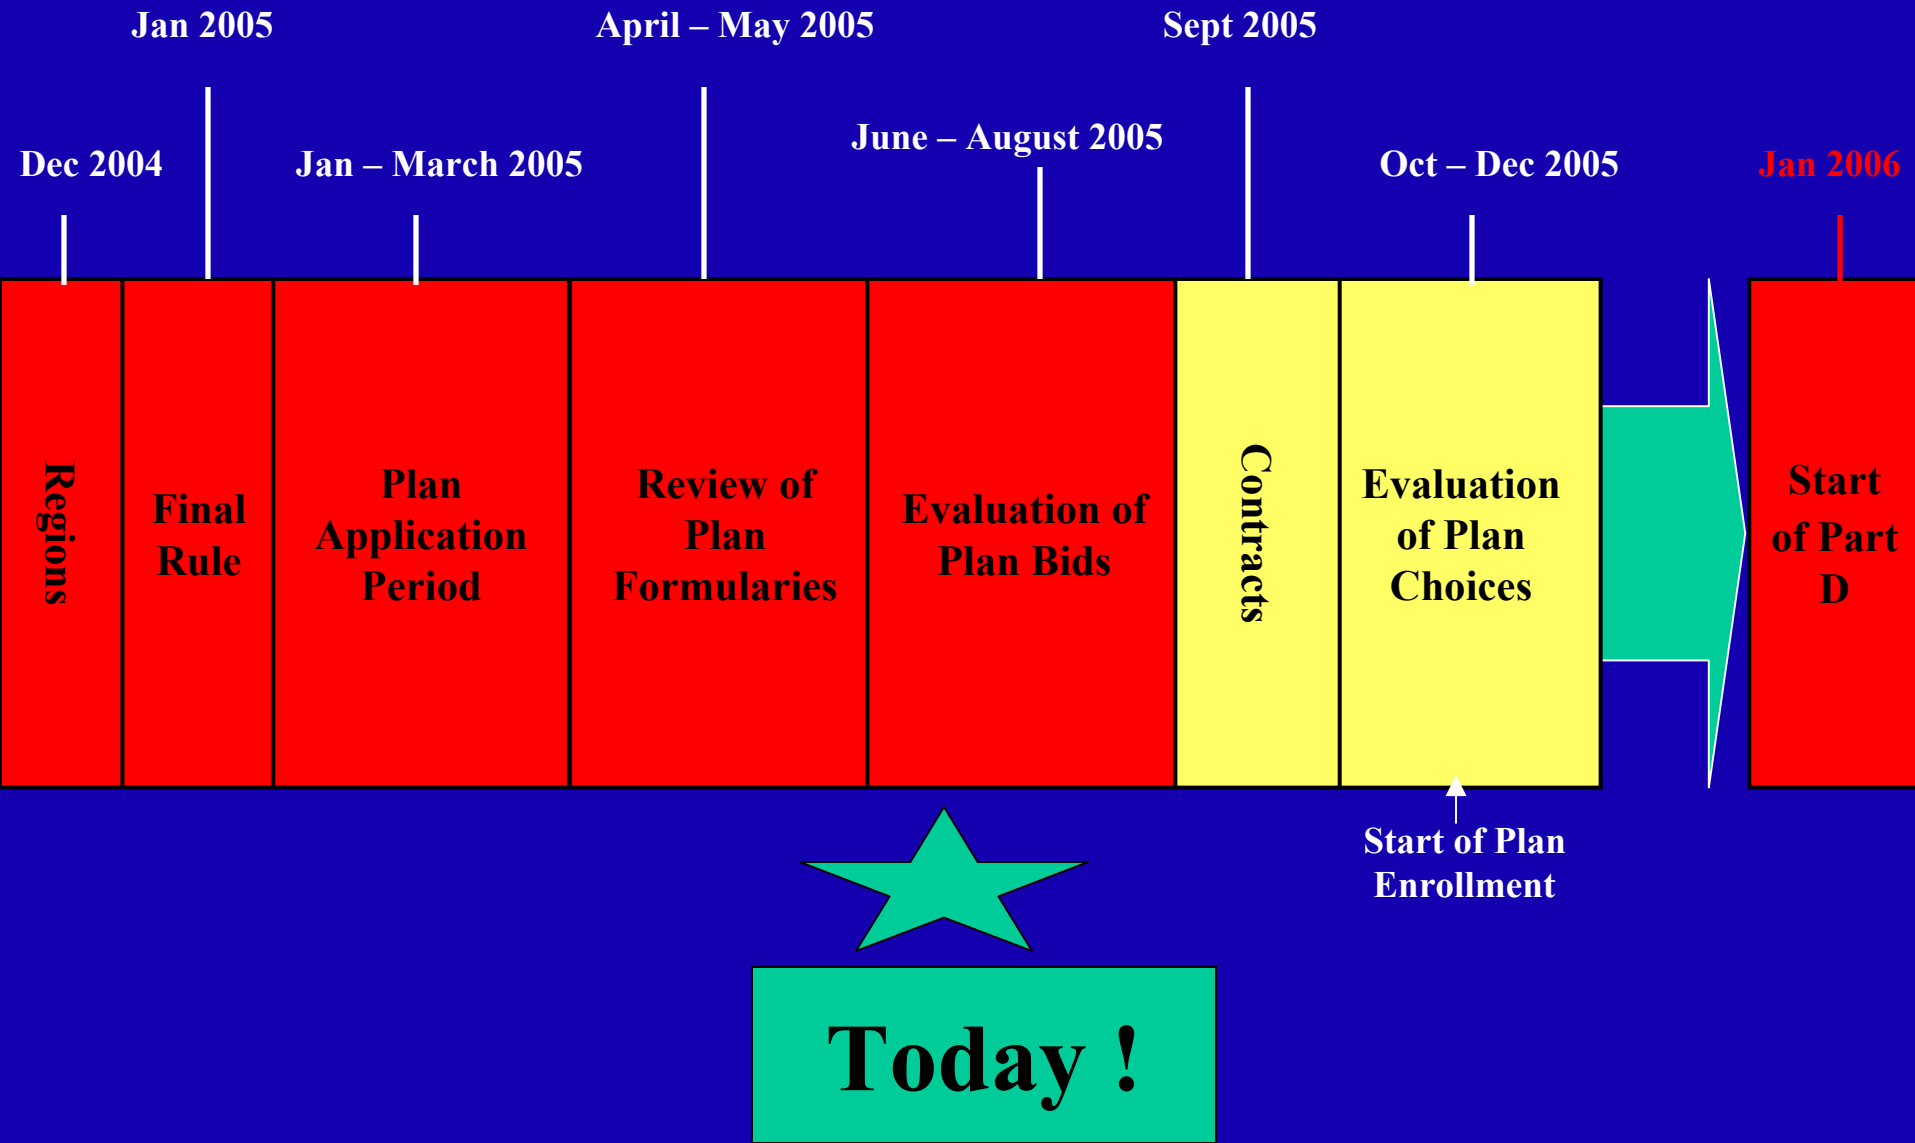 Jan 2005
April – May 2005
Sept 2005
June – August 2005
Dec 2004
Jan – March 2005
Oct – Dec 2005
Jan 2006
Regions
Final
Rule
Plan
Application
Period
Review of
Plan
Formularies
Evaluation of
Plan Bids
Contracts
Evaluation
of Plan
Choices
Start
of Part
D
Start of Plan
Enrollment
Today !